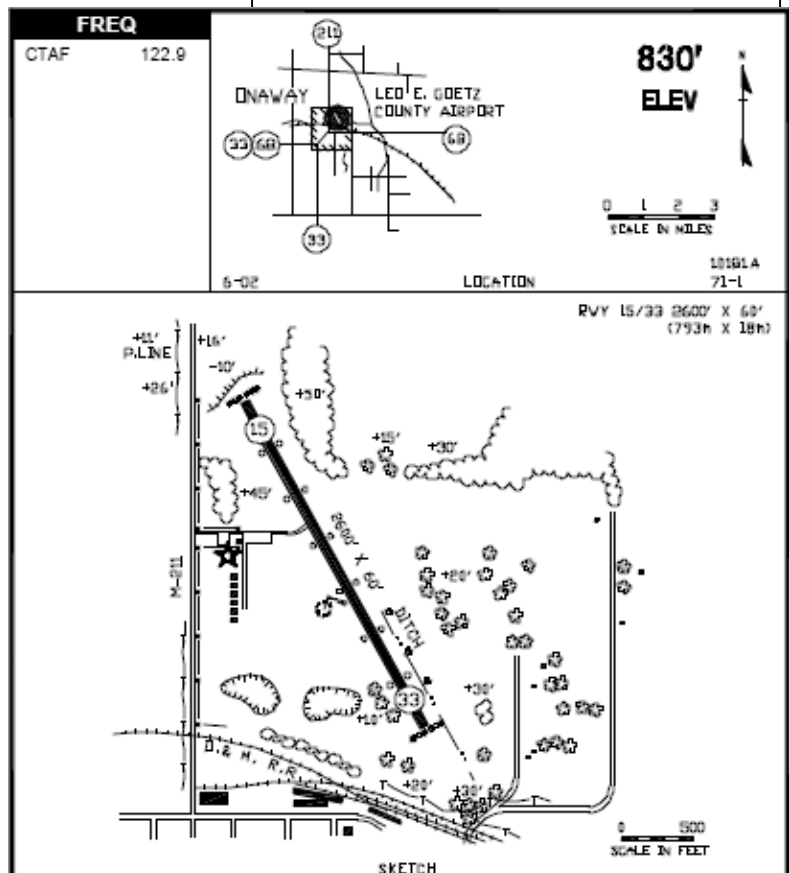 FREQ
CTAF 122.9
211
ONAWAY
LEO E. GOETZ
COUNTY AIRPORT
33 68
68
33
830'
ELEV
N
0 1 2 3
SCALE IN MILES
10181A
6-02 LOCATION 71-1
RWY 15/33 2600' X 60'
(793m X 18m)
+11'
P.LINE
+16'
-10'
+26'
+50'
15
+15'
+30'
+45'
2600' X 60'
M-211
+20'
DITCH
33
+10'
+30'
D. & M. R.R.
+20'
+30'
0 500
SCALE IN FEET
SKETCH